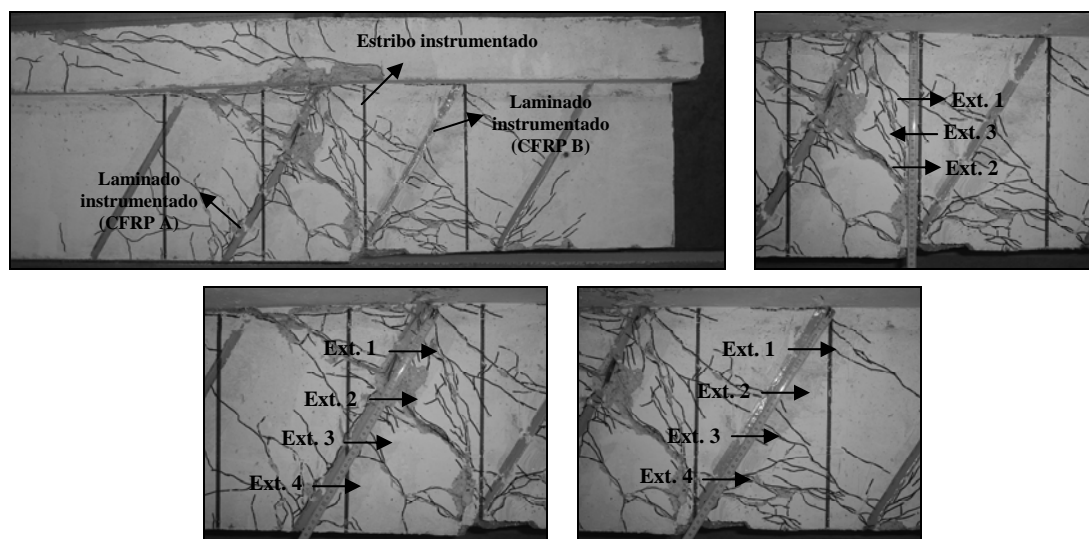 Estribo instrumentado
Laminado
instrumentado
(CFRP B)
Laminado
instrumentado
(CFRP A)
Ext. 1
Ext. 3
Ext. 2
Ext. 1
Ext. 2
Ext. 3
Ext. 4
Ext. 1
Ext. 2
Ext. 3
Ext. 4